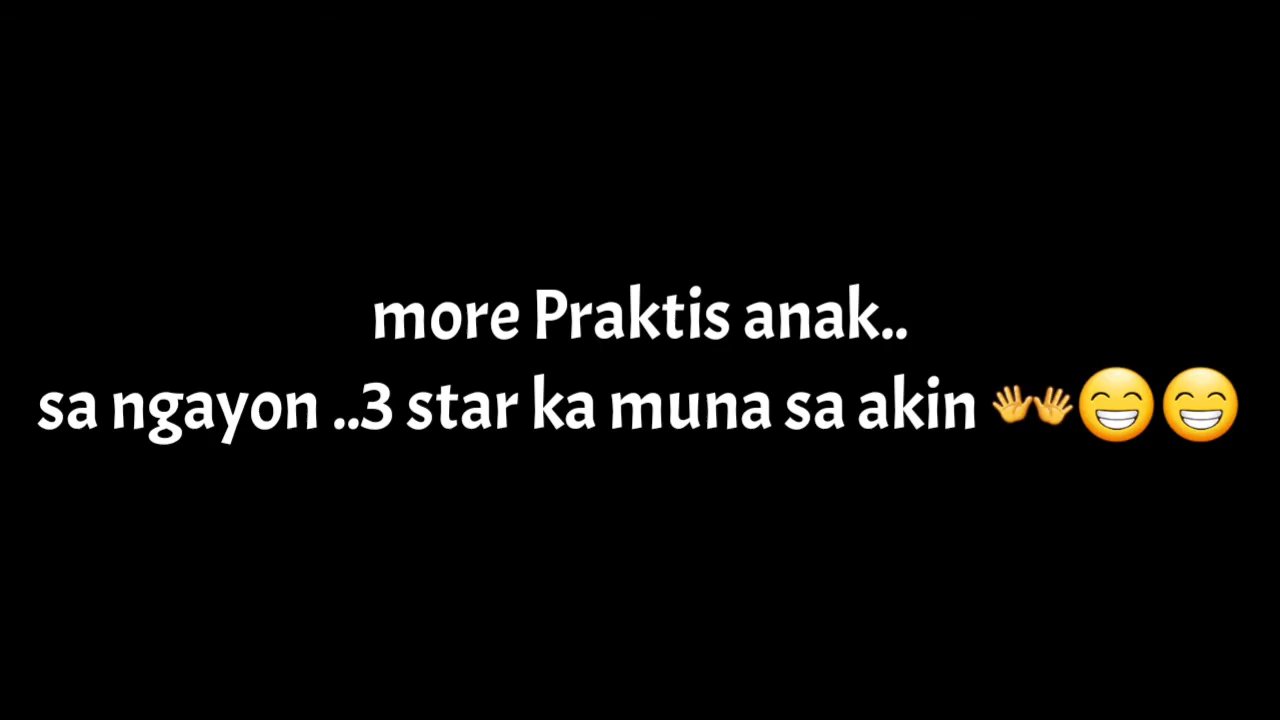 more Praktis anak..
sa ngayon ..3 star ka muna sa akin 👐😁😁